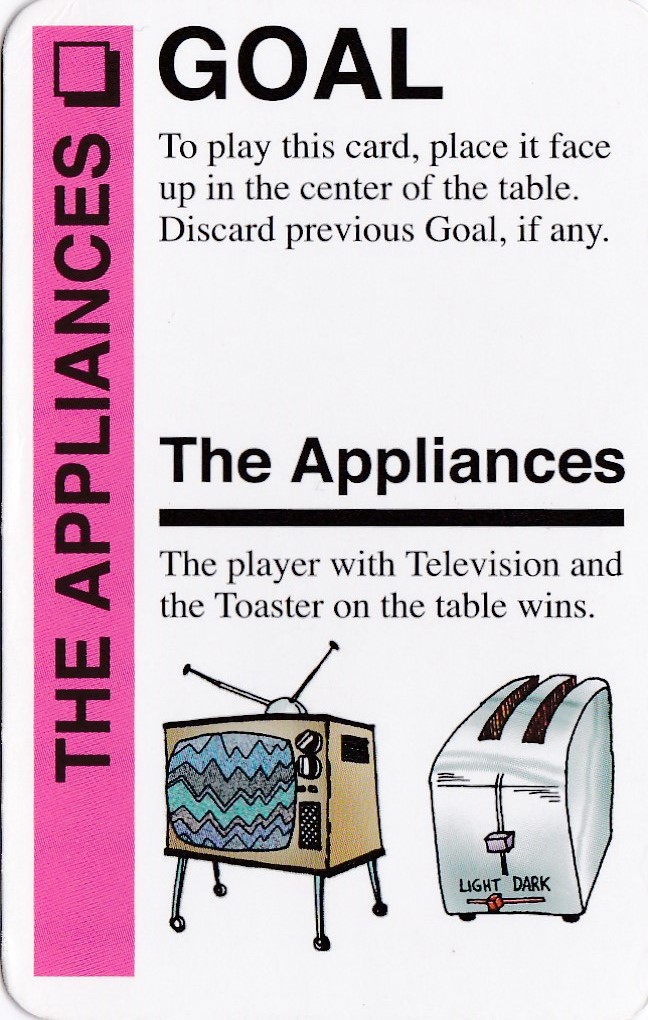 THE APPLIANCES
GOAL
To play this card, place it face
up in the center of the table.
Discard previous Goal, if any.
The Appliances
The player with Television and
the Toaster on the table wins.
LIGHT DARK